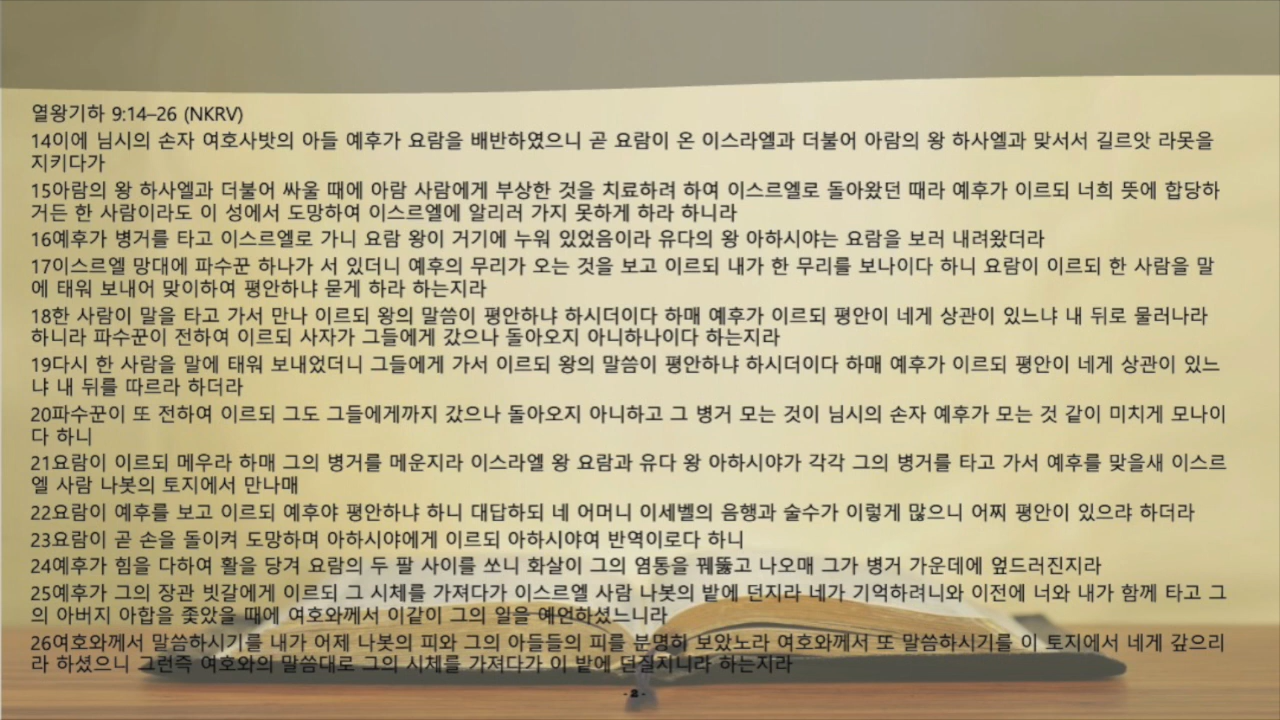 열왕기하 9:14–26 (NKRV)
14이에 님시의 손자 여호사밧의 아들 예후가 요람을 배반하였으니 곧 요람이 온 이스라엘과 더불어 아람의 왕 하사엘과 맞서서 길르앗 라못을
지키다가
15아람의 왕 하사엘과 더불어 싸울 때에 아람 사람에게 부상한 것을 치료하려 하여 이스르엘로 돌아왔던 때라 예후가 이르되 너희 뜻에 합당하
거든 한 사람이라도 이 성에서 도망하여 이스르엘에 알리러 가지 못하게 하라 하니라
16예후가 병거를 타고 이스르엘로 가니 요람 왕이 거기에 누워 있었음이라 유다의 왕 아하시야는 요람을 보러 내려왔더라
17이스르엘 망대에 파수꾼 하나가 서 있더니 예후의 무리가 오는 것을 보고 이르되 내가 한 무리를 보나이다 하니 요람이 이르되 한 사람을 말
에 태워 보내어 맞이하여 평안하냐 묻게 하라 하는지라
18한 사람이 말을 타고 가서 만나 이르되 왕의 말씀이 평안하냐 하시더이다 하매 예후가 이르되 평안이 네게 상관이 있느냐 내 뒤로 물러나라
하니라 파수꾼이 전하여 이르되 사자가 그들에게 갔으나 돌아오지 아니하나이다 하는지라
19다시 한 사람을 말에 태워 보내었더니 그들에게 가서 이르되 왕의 말씀이 평안하냐 하시더이다 하매 예후가 이르되 평안이 네게 상관이 있느
냐 내 뒤를 따르라 하더라
20파수꾼이 또 전하여 이르되 그도 그들에게까지 갔으나 돌아오지 아니하고 그 병거 모는 것이 님시의 손자 예후가 모는 것 같이 미치게 모나이
다 하니
21요람이 이르되 메우라 하매 그의 병거를 메운지라 이스라엘 왕 요람과 유다 왕 아하시야가 각각 그의 병거를 타고 가서 예후를 맞을새 이스르
엘 사람 나봇의 토지에서 만나매
22요람이 예후를 보고 이르되 예후야 평안하냐 하니 대답하되 네 어머니 이세벨의 음행과 술수가 이렇게 많으니 어찌 평안이 있으랴 하더라
23요람이 곧 손을 돌이켜 도망하며 아하시야에게 이르되 아하시야여 반역이로다 하니
24예후가 힘을 다하여 활을 당겨 요람의 두 팔 사이를 쏘니 화살이 그의 염통을 꿰뚫고 나오매 그가 병거 가운데에 엎드러진지라
25예후가 그의 장관 빗갈에게 이르되 그 시체를 가져다가 이스르엘 사람 나봇의 밭에 던지라 네가 기억하려니와 이전에 너와 내가 함께 타고 그
의 아버지 아합을 좇았을 때에 여호와께서 이같이 그의 일을 예언하셨느니라
26여호와께서 말씀하시기를 내가 어제 나봇의 피와 그의 아들들의 피를 분명히 보았노라 여호와께서 또 말씀하시기를 이 토지에서 네게 갚으리
라 하셨으니 그런즉 여호와의 말씀대로 그의 시체를 가져다가 이 밭에 던질지니라 하는지라
- 2 -